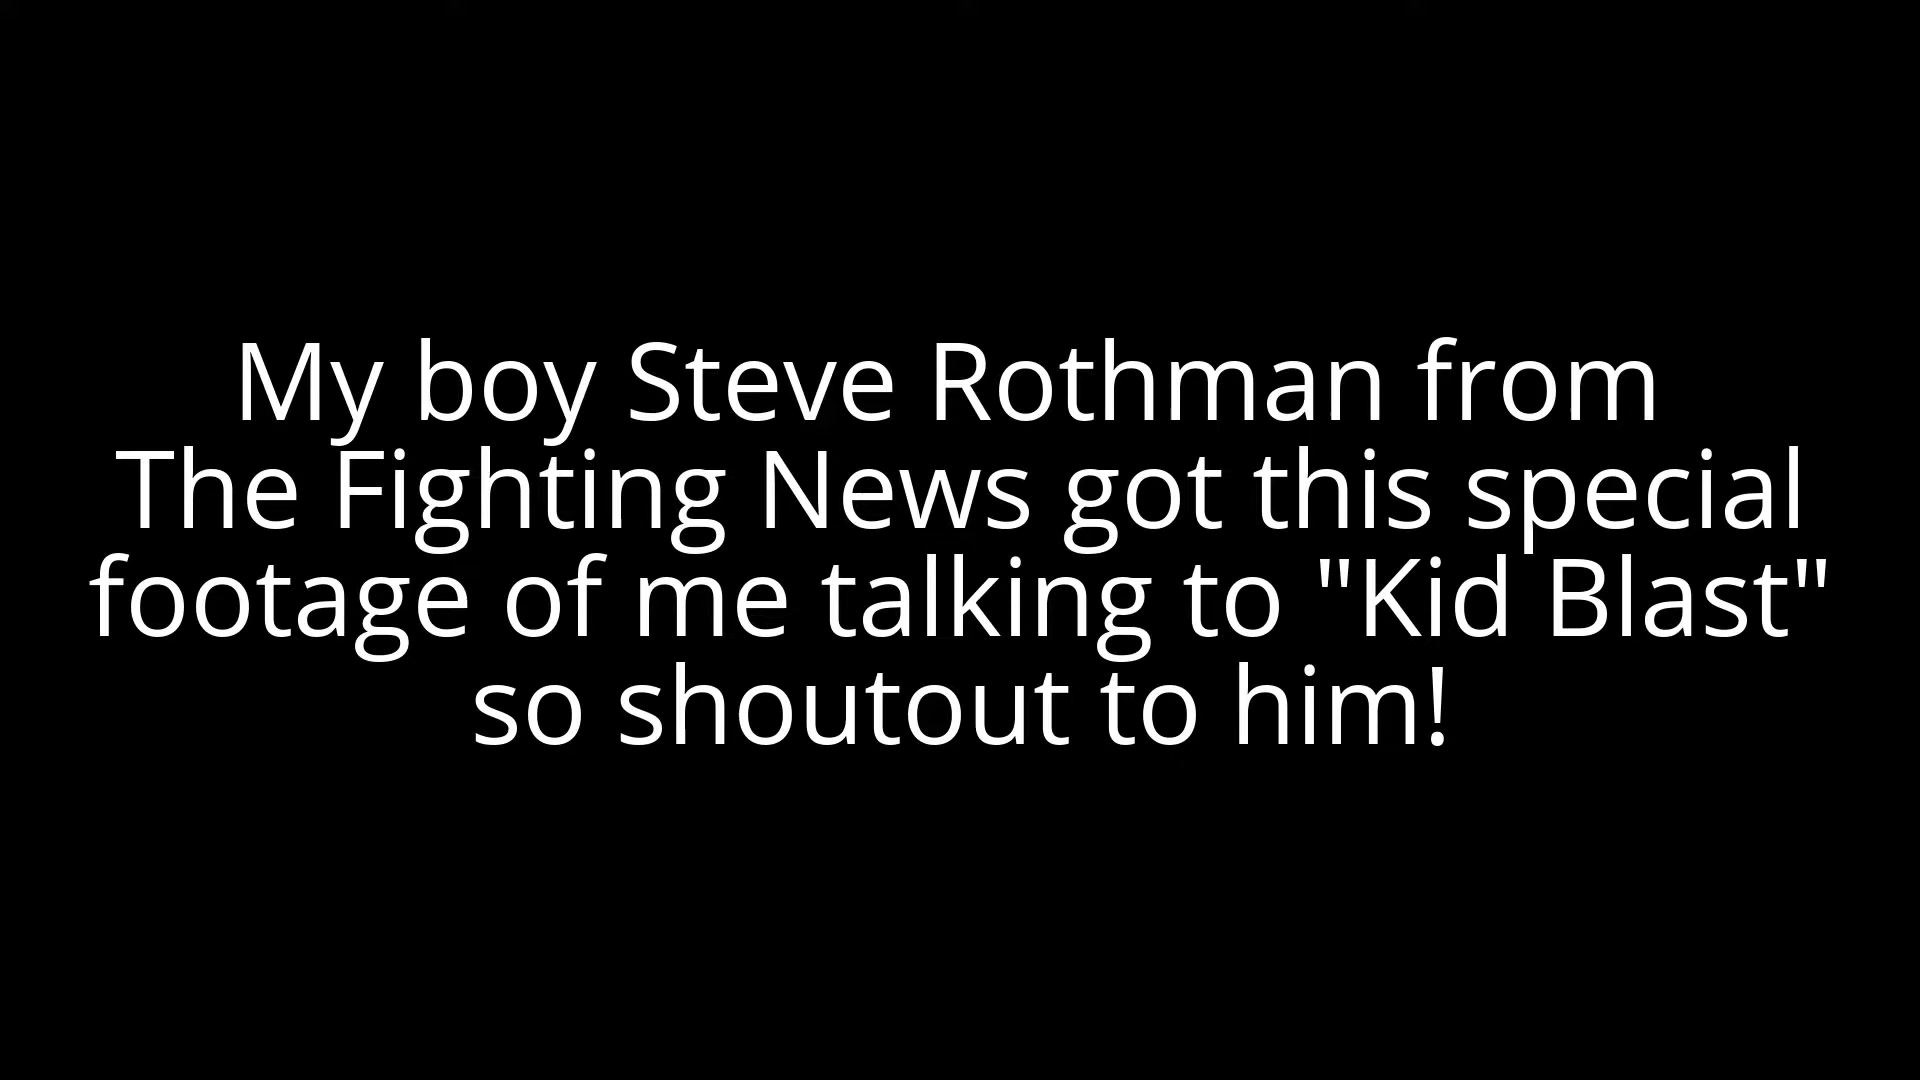 My boy Steve Rothman from
The Fighting News got this special
footage of me talking to "Kid Blast"
so shoutout to him!